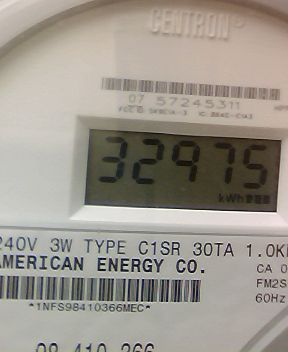 CENTRON®
07 57245311
32975
kWh
240V 3W TYPE C1SR 30TA 1.0K
AMERICAN ENERGY CO.
CA 0
FM2S
*1NFS98410366MEC*
60Hz